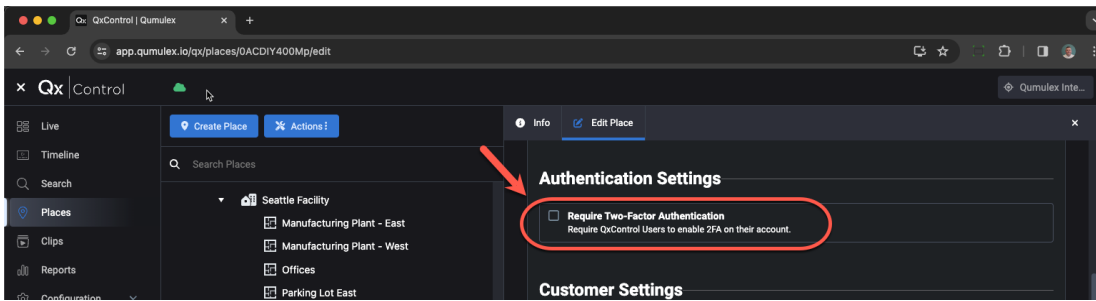 QxControl | Qumulex
app.qumulex.io/qx/places/0ACDIY400Mp/edit
Qx Control
Qumulex Inte...
Live
Timeline
Search
Places
Clips
Reports
Configuration
Create Place
Actions
Search Places
Seattle Facility
Manufacturing Plant - East
Manufacturing Plant - West
Offices
Parking Lot East
Info
Edit Place
Authentication Settings
Require Two-Factor Authentication
Require QxControl Users to enable 2FA on their account.
Customer Settings